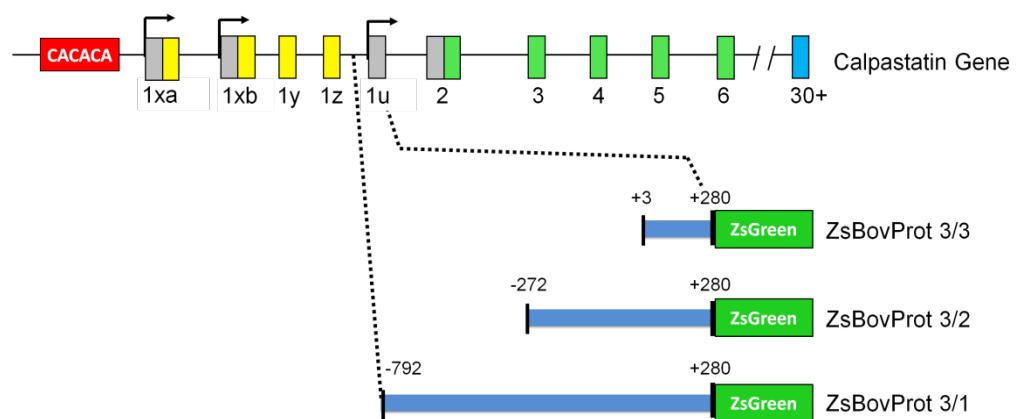 CACACA
Calpastatin Gene
1xa 1xb 1y 1z 1u 2 3 4 5 6 30+
+3 +280
ZsGreen ZsBovProt 3/3
-272 +280
ZsGreen ZsBovProt 3/2
-792 +280
ZsGreen ZsBovProt 3/1